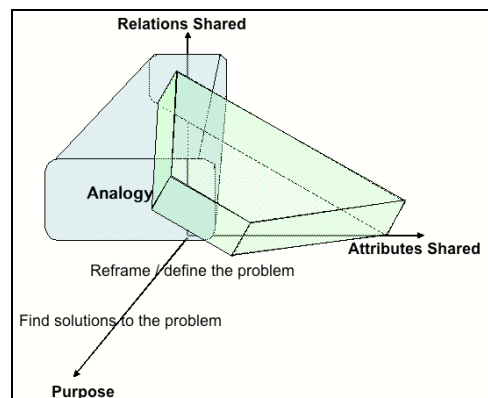 Relations Shared
Analogy
Attributes Shared
Reframe / define the problem
Find solutions to the problem
Purpose